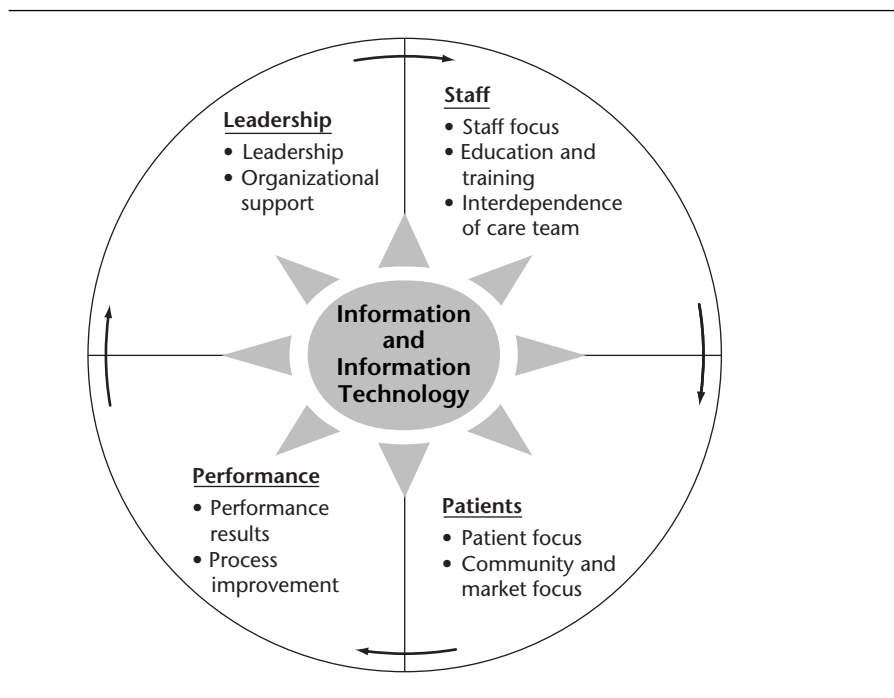 Leadership
• Leadership
• Organizational
support
Staff
• Staff focus
• Education and
training
• Interdependence
of care team
Information
and
Information
Technology
Performance
• Performance
results
• Process
improvement
Patients
• Patient focus
• Community and
market focus